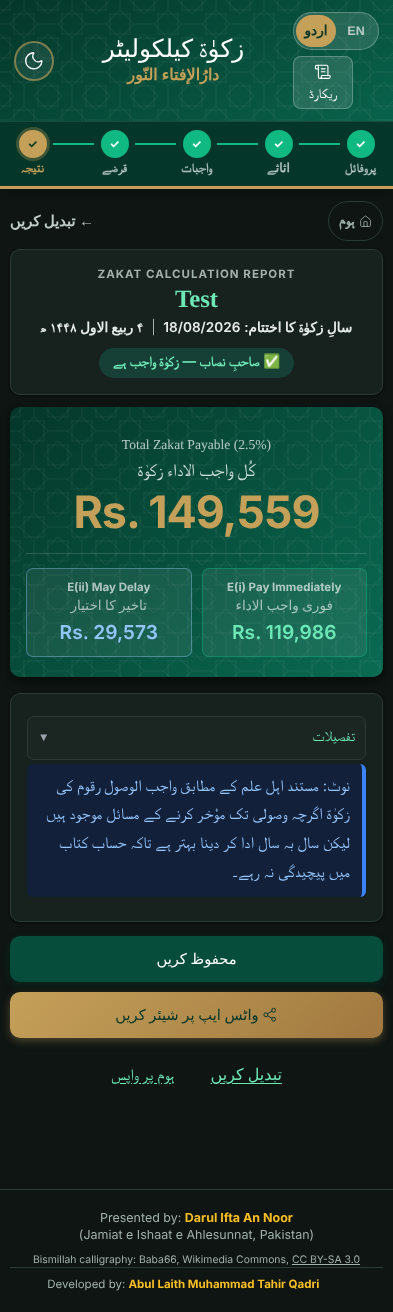 زکوٰۃ کیلکولیٹر
دارُالإفتاء النّور
اردو EN
ریکارڈ
پروفائل
اثاثے
واجبات
قرضے
نتیجہ
ہوم
← تبدیل کریں
ZAKAT CALCULATION REPORT
Test
سالِ زکوٰۃ کا اختتام: 18/08/2026 | ۴ ربیع الاول ۱۴۴۸ ھ
✅ صاحبِ نصاب — زکوٰۃ واجب ہے
Total Zakat Payable (2.5%)
کُل واجب الاداء زکوٰۃ
Rs. 149,559
E(i) Pay Immediately
فوری واجب الاداء
Rs. 119,986
E(ii) May Delay
تاخیر کا اختیار
Rs. 29,573
تفصیلات ▼
نوٹ: مستند اہل علم کے مطابق واجب الوصول رقوم کی
زکوٰۃ اگرچہ وصولی تک مؤخر کرنے کے مسائل موجود ہیں
لیکن سال بہ سال ادا کر دینا بہتر ہے تاکہ حساب کتاب
میں پیچیدگی نہ رہے۔
محفوظ کریں
واٹس ایپ پر شیئر کریں
تبدیل کریں
ہوم پر واپس
Presented by: Darul Ifta An Noor
(Jamiat e Ishaat e Ahlesunnat, Pakistan)
Bismillah calligraphy: Baba66, Wikimedia Commons, CC BY-SA 3.0
Developed by: Abul Laith Muhammad Tahir Qadri